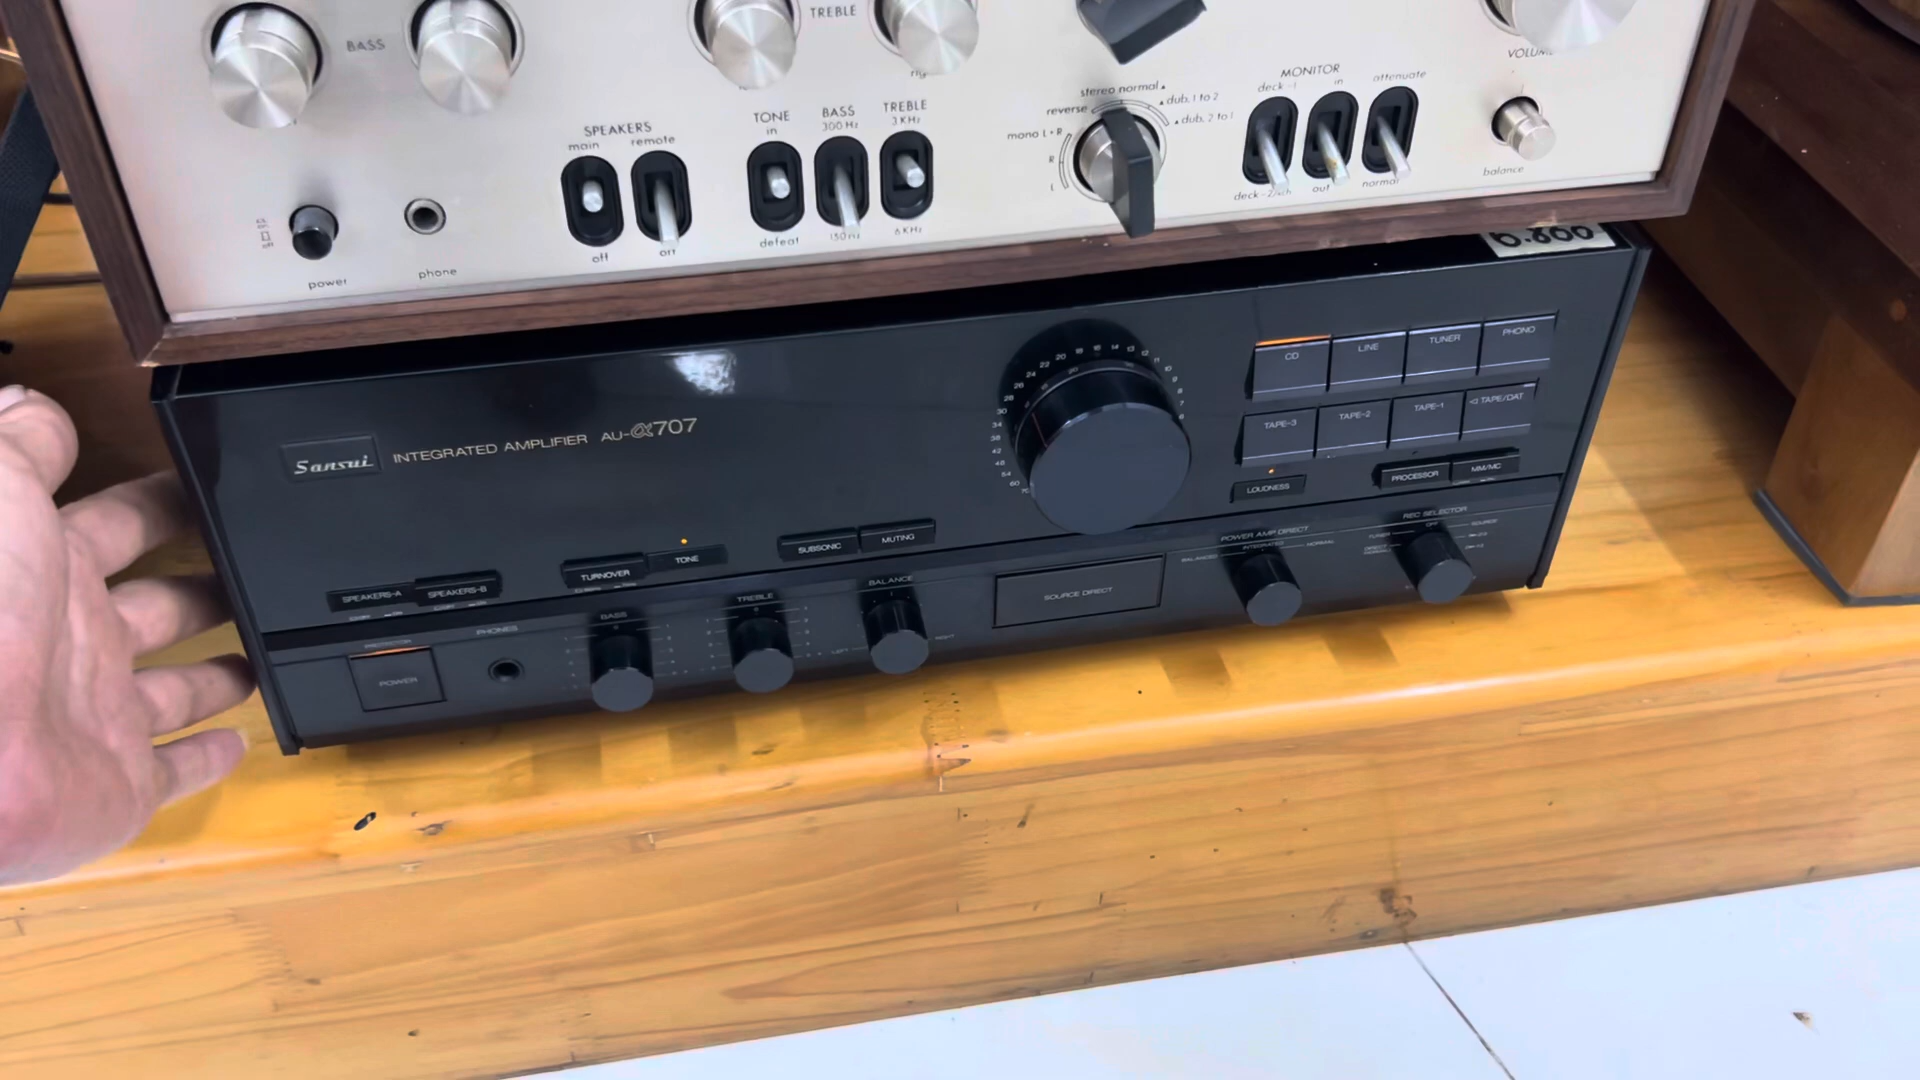 BASS
TREBLE
VOLUME
SPEAKERS
main
remote
off
TONE
in
defeat
BASS
300 Hz
150 Hz
TREBLE
3 KHz
6 KHz
stereo normal
reverse
mono L+R
R
L
dub. 1 to 2
dub. 2 to 1
MONITOR
deck-1
in
attenuate
out
normal
balance
power
phone
6.800
Sansui
INTEGRATED AMPLIFIER AU-α707
CD
LINE
TUNER
PHONO
TAPE-3
TAPE-2
TAPE-1
TAPE/DAT
LOUDNESS
PROCESSOR
MM/MC
SPEAKERS-A
SPEAKERS-B
TURNOVER
TONE
SUBSONIC
MUTING
PROTECTOR
POWER
PHONES
BASS
TREBLE
BALANCE
LEFT
RIGHT
SOURCE DIRECT
POWER AMP DIRECT
BALANCED
INTEGRATED
NORMAL
REC SELECTOR
TUNER
OFF
SOURCE